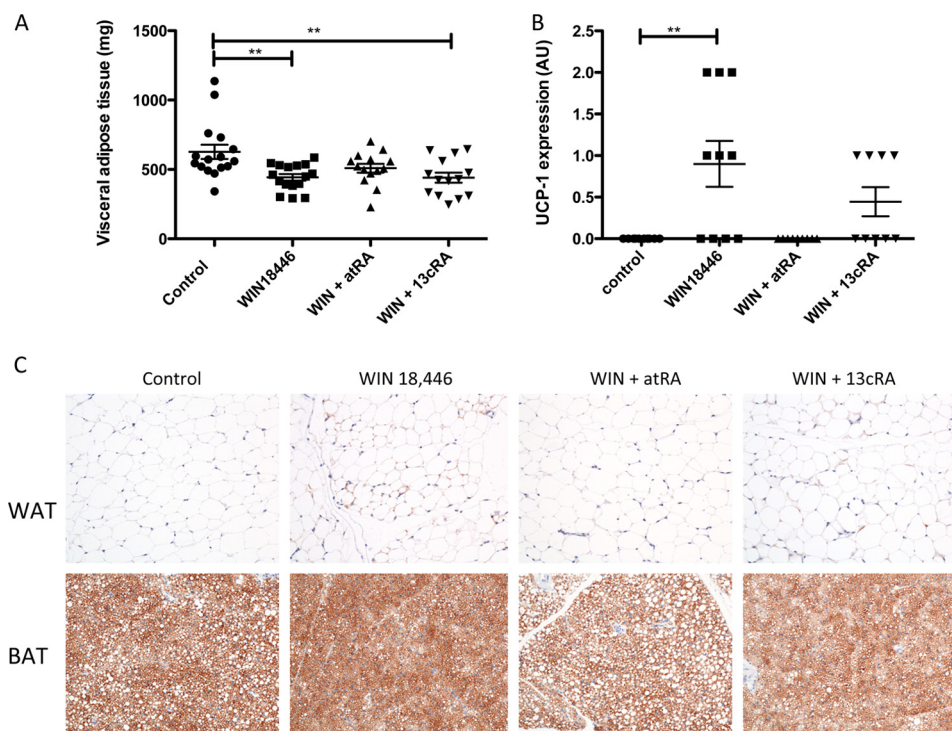 A
Visceral adipose tissue (mg)
1500
1000
500
0
**
**
Control
WIN18446
WIN + atRA
WIN + 13cRA
B
UCP-1 expression (AU)
2.5
2.0
1.5
1.0
0.5
0.0
**
control
WIN18446
WIN + atRA
WIN + 13cRA
C
Control
WIN 18,446
WIN + atRA
WIN + 13cRA
WAT
BAT